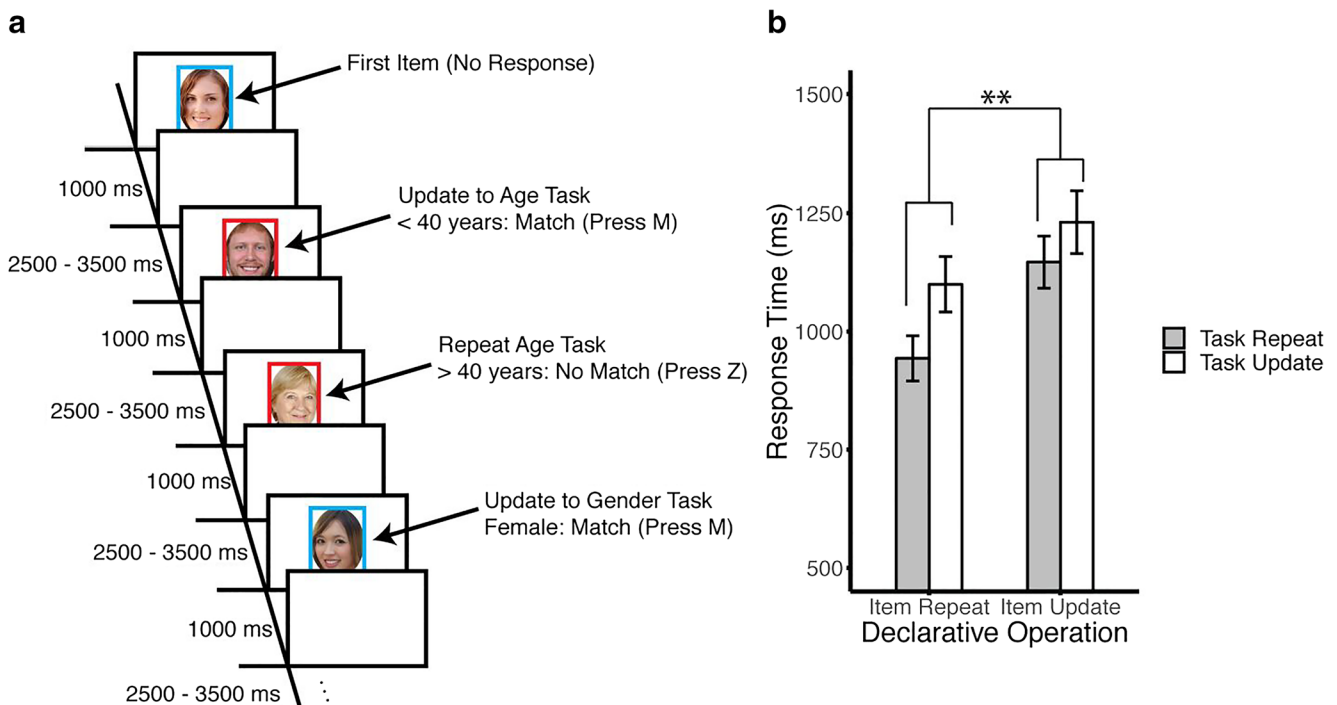 a
First Item (No Response)
1000 ms
Update to Age Task
< 40 years: Match (Press M)
2500 - 3500 ms
1000 ms
Repeat Age Task
> 40 years: No Match (Press Z)
2500 - 3500 ms
1000 ms
Update to Gender Task
Female: Match (Press M)
2500 - 3500 ms
1000 ms
2500 - 3500 ms
b
**
1500
1250
1000
750
500
Response Time (ms)
Item Repeat
Item Update
Declarative Operation
Task Repeat
Task Update